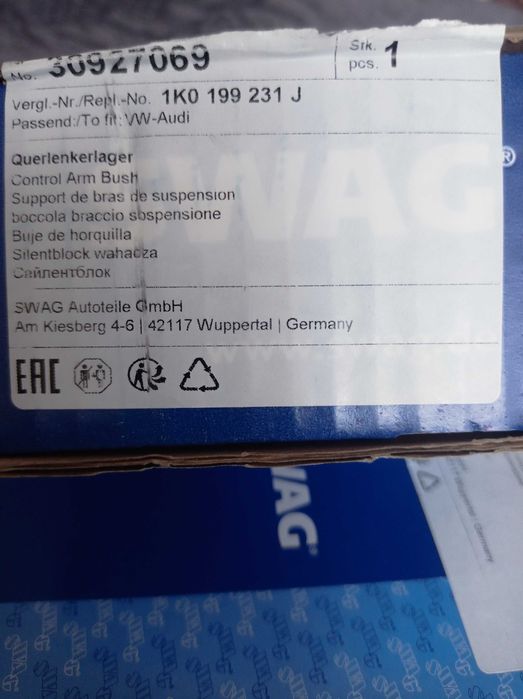 No. 30927069
Stk.
pcs. 1
Vergl.-Nr./Repl.-No. 1K0 199 231 J
Passend:/To fit: VW-Audi
Querlenkerlager
Control Arm Bush
Support de bras de suspension
boccola braccio sospensione
Buje de horquilla
Silentblock wahacza
Сайлентблок
SWAG Autoteile GmbH
Am Kiesberg 4-6 | 42117 Wuppertal | Germany
EAC
SWAG®
WAG®
Germany